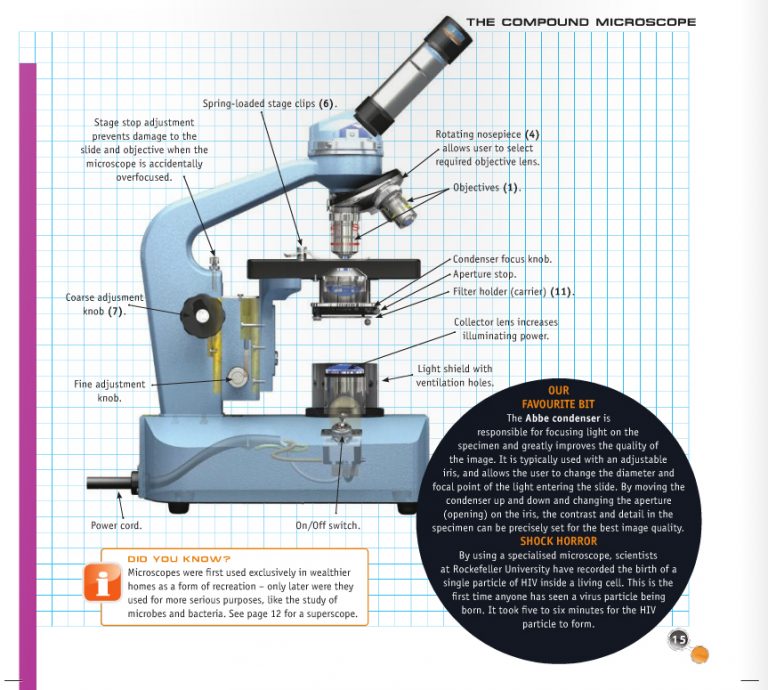 THE COMPOUND MICROSCOPE
Spring-loaded stage clips (6).
Stage stop adjustment
prevents damage to the
slide and objective when the
microscope is accidentally
overfocused.
Rotating nosepiece (4)
allows user to select
required objective lens.
Objectives (1).
Condenser focus knob.
Aperture stop.
Filter holder (carrier) (11).
Coarse adjusment
knob (7).
Collector lens increases
illuminating power.
Light shield with
ventilation holes.
Fine adjustment
knob.
Power cord.
On/Off switch.
OUR
FAVOURITE BIT
The Abbe condenser is
responsible for focusing light on the
specimen and greatly improves the quality of
the image. It is typically used with an adjustable
iris, and allows the user to change the diameter and
focal point of the light entering the slide. By moving the
condenser up and down and changing the aperture
(opening) on the iris, the contrast and detail in the
specimen can be precisely set for the best image quality.
SHOCK HORROR
By using a specialised microscope, scientists
at Rockefeller University have recorded the birth of a
single particle of HIV inside a living cell. This is the
first time anyone has seen a virus particle being
born. It took five to six minutes for the HIV
particle to form.
DID YOU KNOW?
Microscopes were first used exclusively in wealthier
homes as a form of recreation – only later were they
used for more serious purposes, like the study of
microbes and bacteria. See page 12 for a superscope.
15